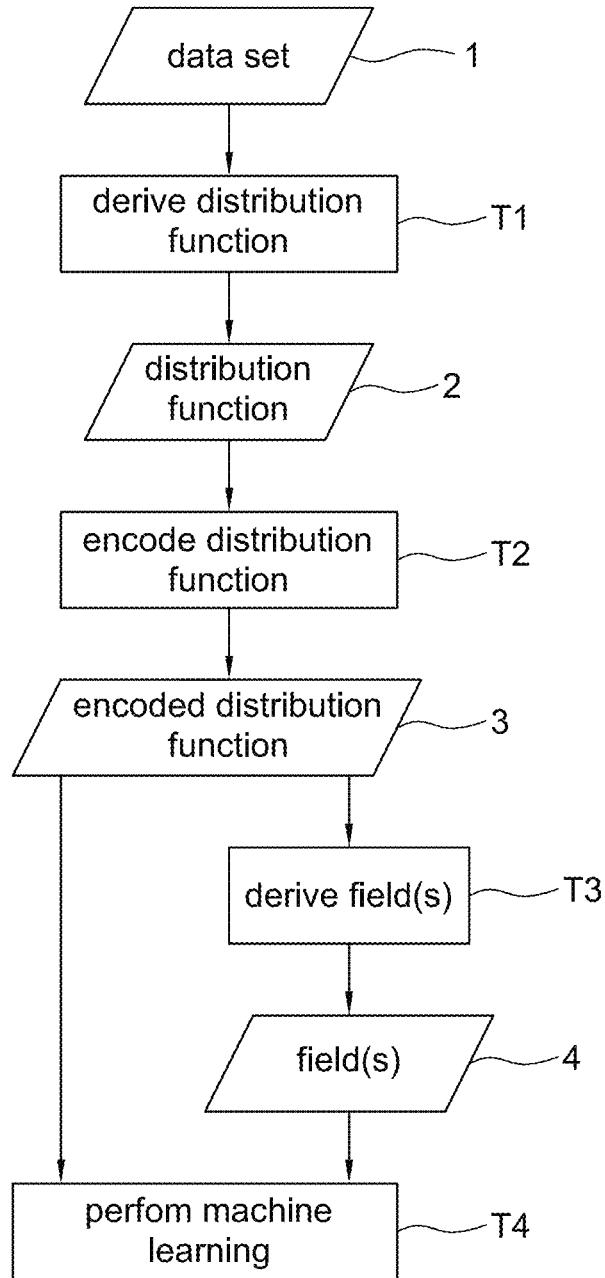 data set
1
derive distribution
function
T1
distribution
function
2
encode distribution
function
T2
encoded distribution
function
3
derive field(s)
T3
field(s)
4
perfom machine
learning
T4